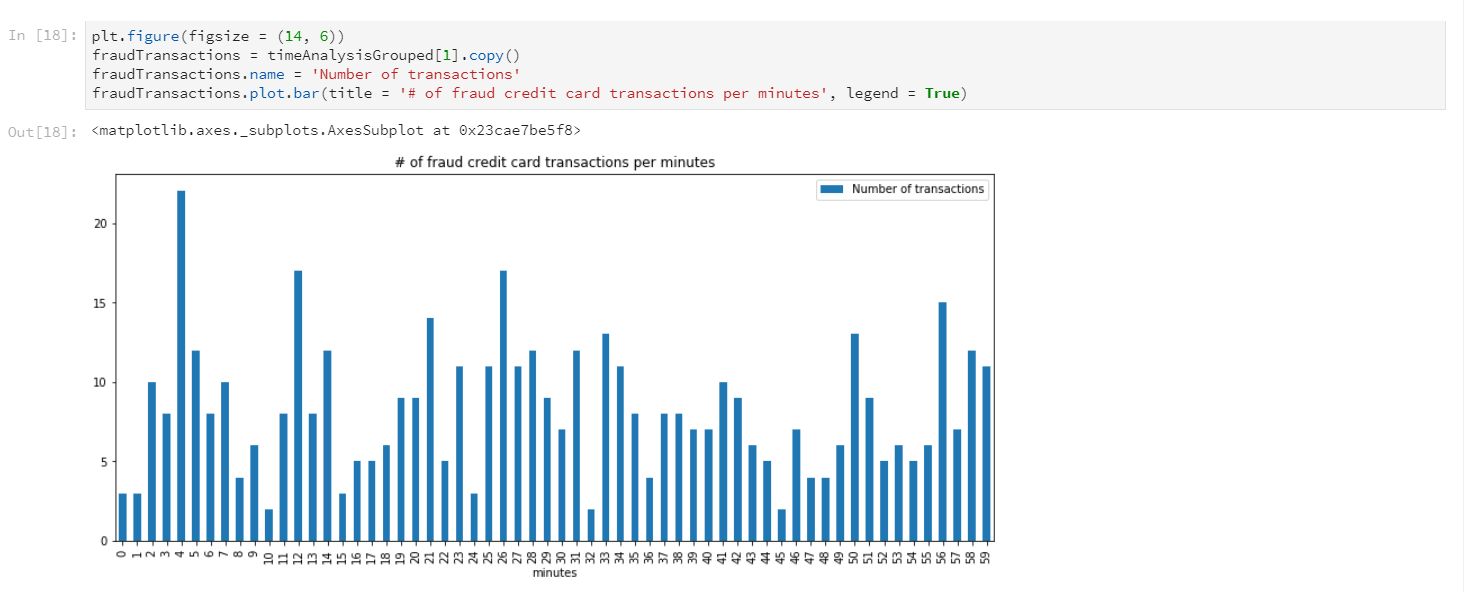 In [18]: plt.figure(figsize = (14, 6))
fraudTransactions = timeAnalysisGrouped[1].copy()
fraudTransactions.name = 'Number of transactions'
fraudTransactions.plot.bar(title = '# of fraud credit card transactions per minutes', legend = True)
Out[18]: <matplotlib.axes._subplots.AxesSubplot at 0x23cae7be5f8>
# of fraud credit card transactions per minutes
Number of transactions
20
15
10
5
0
0 1 2 3 4 5 6 7 8 9 10 11 12 13 14 15 16 17 18 19 20 21 22 23 24 25 26 27 28 29 30 31 32 33 34 35 36 37 38 39 40 41 42 43 44 45 46 47 48 49 50 51 52 53 54 55 56 57 58 59
minutes